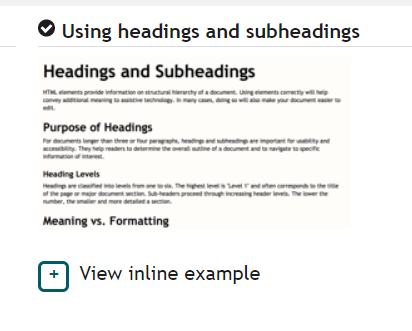 Using headings and subheadings
Headings and Subheadings
HTML elements provide information on structural hierarchy of a document. Using elements correctly will help
convey additional meaning to assistive technology. In many cases, doing so will also make your document easier to
edit.
Purpose of Headings
For documents longer than three or four paragraphs, headings and subheadings are important for usability and
accessibility. They help readers to determine the overall outline of a document and to navigate to specific
information of interest.
Heading Levels
Headings are classified into levels from one to six. The highest level is "Level 1" and often corresponds to the title
of the page or major document section. Sub-headers proceed through increasing header levels. The lower the
number, the smaller and more detailed a section.
Meaning vs. Formatting
+ View inline example